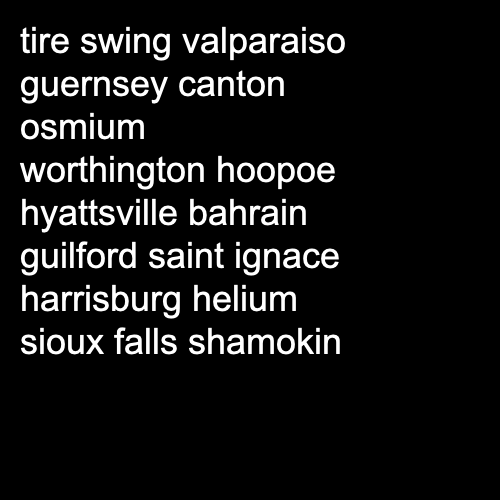 tire swing valparaiso
guernsey canton
osmium
worthington hoopoe
hyattsville bahrain
guilford saint ignace
harrisburg helium
sioux falls shamokin